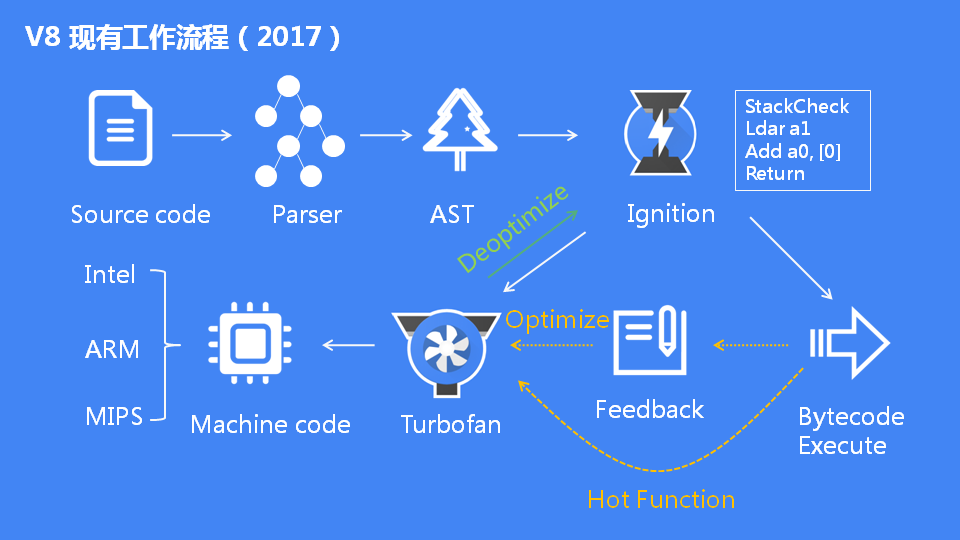 V8 现有工作流程（2017）
StackCheck
Ldar a1
Add a0, [0]
Return
Source code
Parser
AST
Ignition
Deoptimize
Intel
ARM
MIPS
Optimize
Machine code
Turbofan
Feedback
Bytecode
Execute
Hot Function